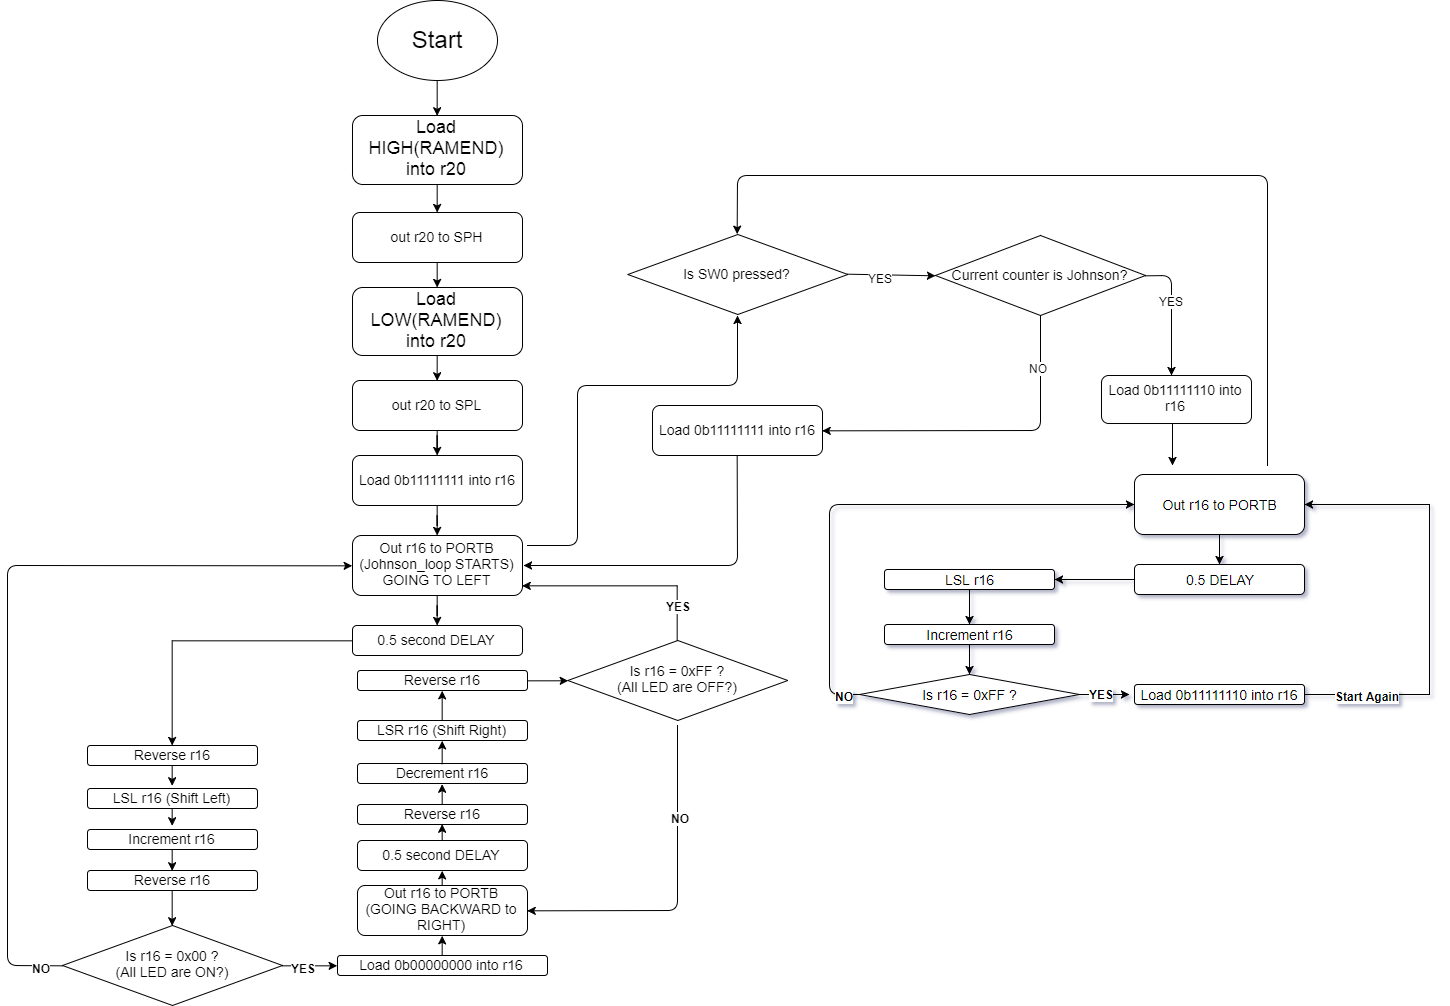 Start
Load
HIGH(RAMEND)
into r20
out r20 to SPH
Load
LOW(RAMEND)
into r20
out r20 to SPL
Load 0b11111111 into r16
Out r16 to PORTB
(Johnson_loop STARTS)
GOING TO LEFT
0.5 second DELAY
Reverse r16
LSL r16 (Shift Left)
Increment r16
Reverse r16
Is r16 = 0x00 ?
(All LED are ON?)
NO
YES
Load 0b00000000 into r16
Out r16 to PORTB
(GOING BACKWARD to
RIGHT)
0.5 second DELAY
Reverse r16
Decrement r16
LSR r16 (Shift Right)
Reverse r16
Is r16 = 0xFF ?
(All LED are OFF?)
YES
NO
Is SW0 pressed?
YES
Current counter is Johnson?
YES
NO
Load 0b11111111 into r16
Load 0b11111110 into
r16
Out r16 to PORTB
0.5 DELAY
LSL r16
Increment r16
Is r16 = 0xFF ?
NO
YES
Load 0b11111110 into r16
Start Again